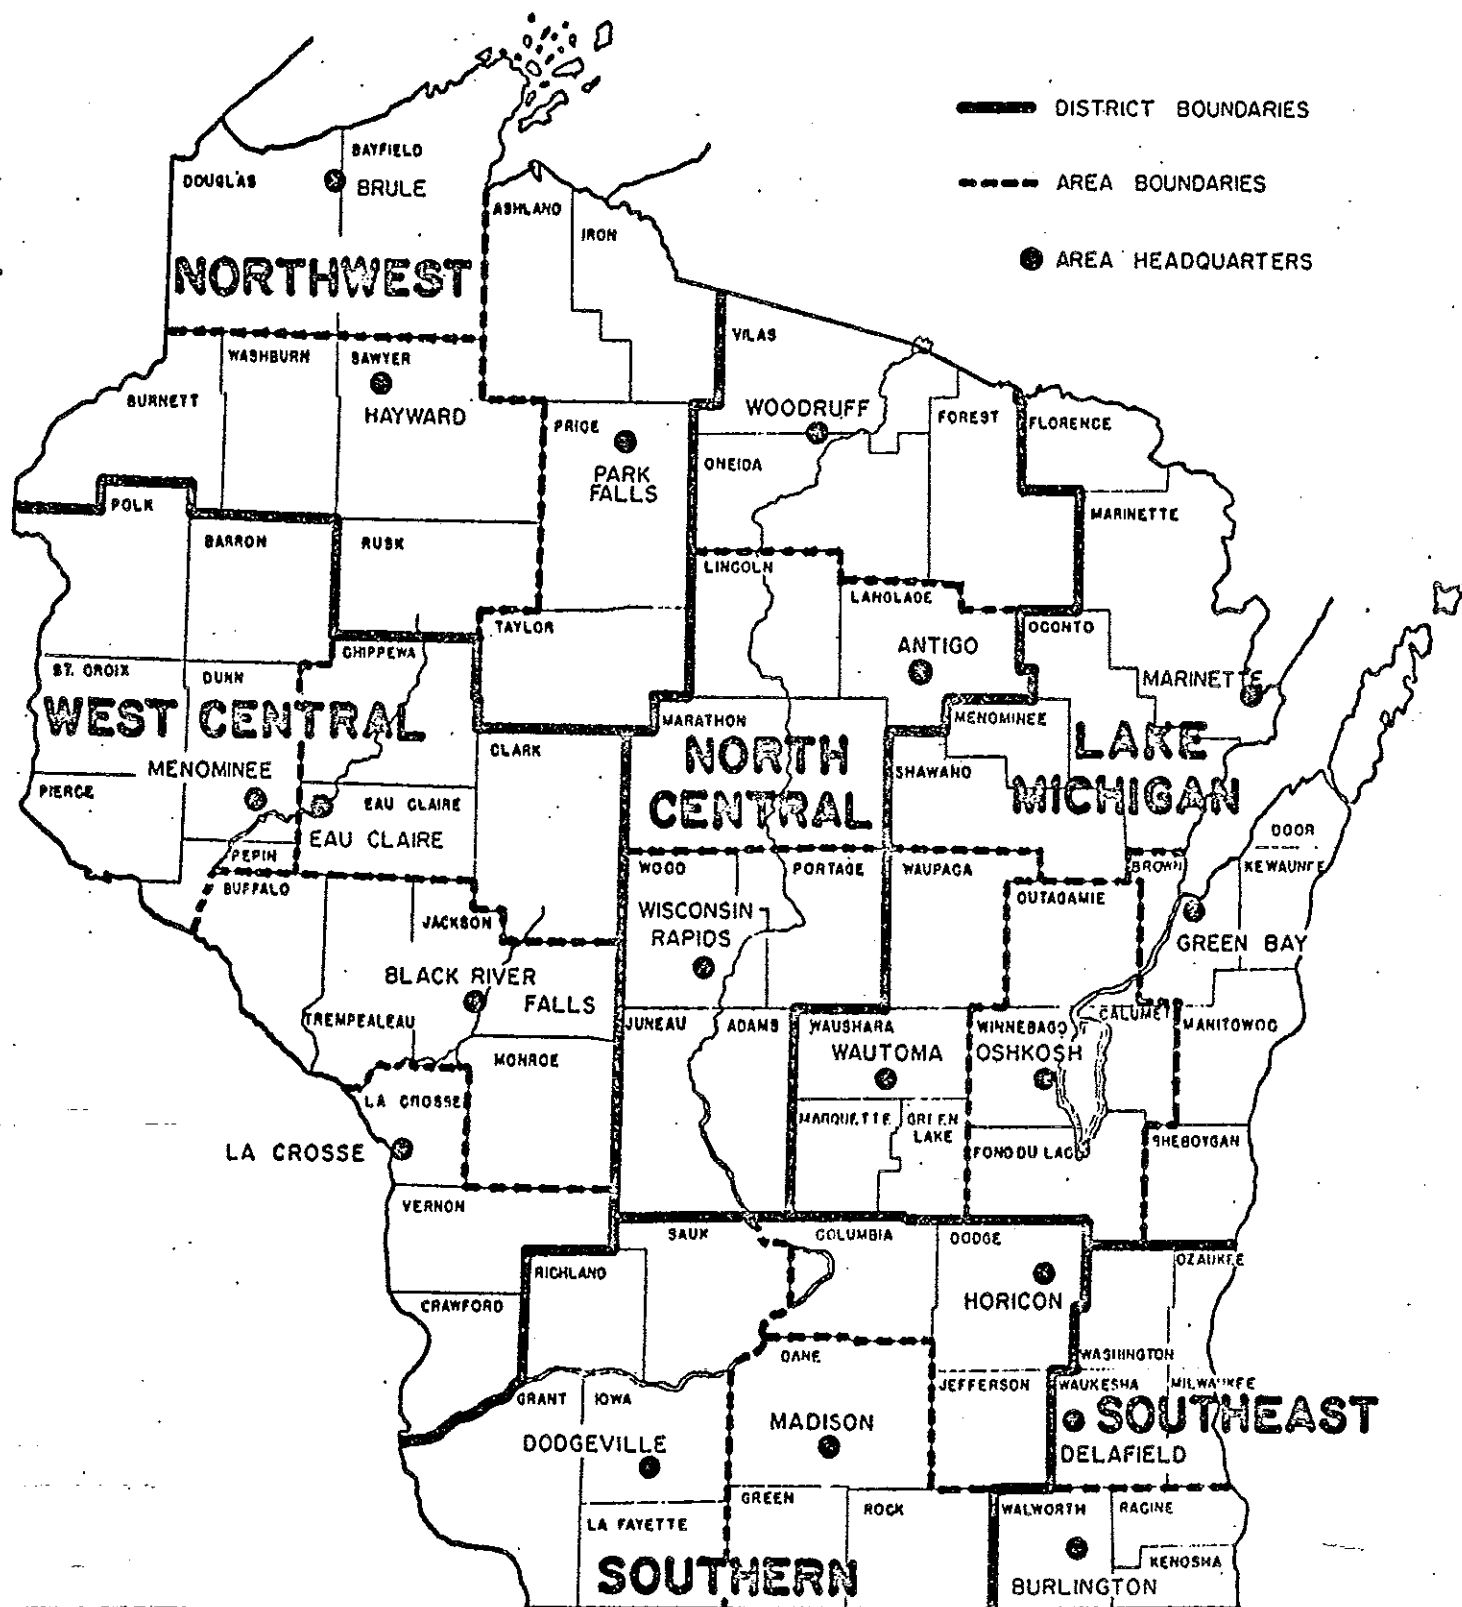 DISTRICT BOUNDARIES
AREA BOUNDARIES
AREA HEADQUARTERS
BAYFIELD
DOUGLAS
BRULE
ASHLAND
IRON
NORTHWEST
VILAS
WASHBURN
SAWYER
BURNETT
HAYWARD
WOODRUFF
PRICE
FOREST
FLORENCE
PARK
FALLS
ONEIDA
POLK
MARINETTE
BARRON
RUSK
LINCOLN
LANGLADE
TAYLOR
OCONTO
CHIPPEWA
ANTIGO
ST. CROIX
DUNN
MARINETTE
WEST CENTRAL
MARATHON
MENOMINEE
CLARK
NORTH
CENTRAL
LAKE
MICHIGAN
SHAWANO
MENOMINEE
PIERCE
EAU CLAIRE
EAU CLAIRE
DOOR
PEPIN
WOOD
PORTAGE
WAUPACA
BROWN
KEWAUNEE
BUFFALO
OUTAGAMIE
JACKSON
WISCONSIN
RAPIDS
GREEN BAY
BLACK RIVER
FALLS
TREMPEALEAU
JUNEAU
ADAMS
WAUSHARA
WINNEBAGO
CALUMET
MANITOWOC
WAUTOMA
OSHKOSH
MONROE
LA CROSSE
MARQUETTE
GREEN
LAKE
LA CROSSE
FOND DU LAC
SHEBOYGAN
VERNON
SAUK
COLUMBIA
DODGE
OZAUKEE
RICHLAND
HORICON
CRAWFORD
DANE
WASHINGTON
GRANT
IOWA
JEFFERSON
WAUKESHA
MILWAUKEE
MADISON
SOUTHEAST
DODGEVILLE
DELAFIELD
GREEN
ROCK
WALWORTH
RACINE
LA FAYETTE
KENOSHA
SOUTHERN
BURLINGTON